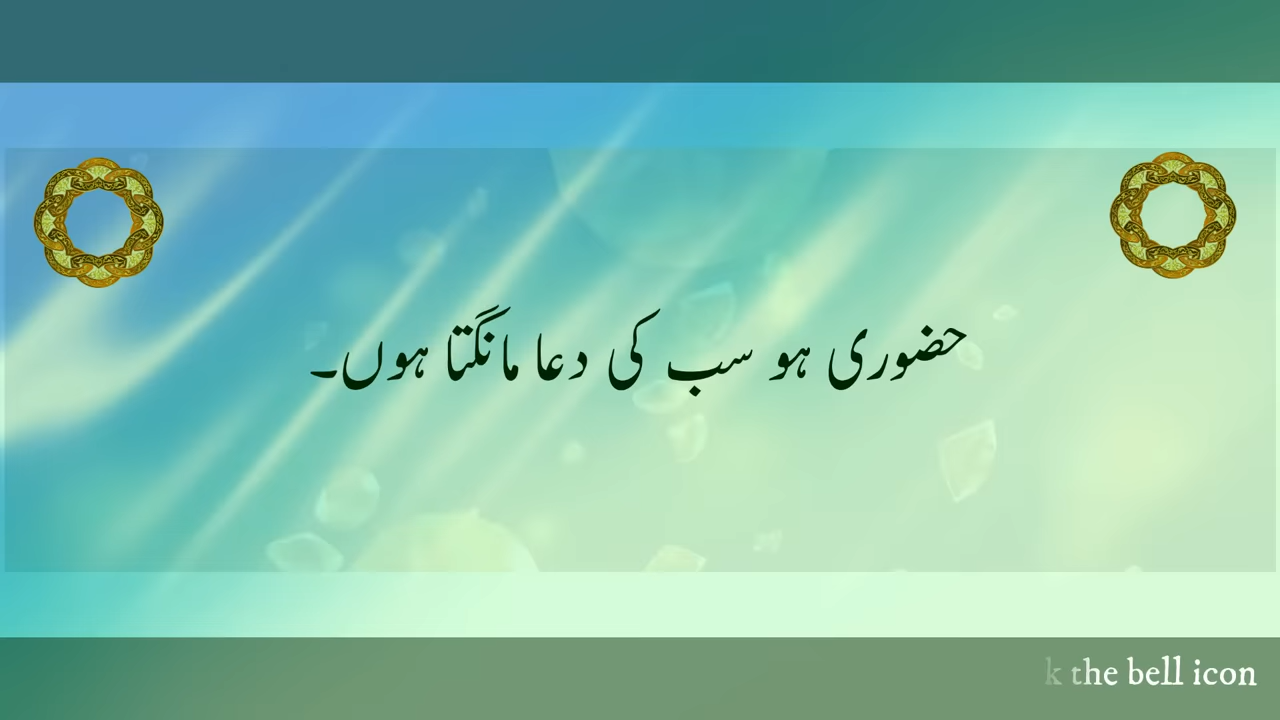 حضوری ہو سب کی دعا مانگتا ہوں۔
the bell icon